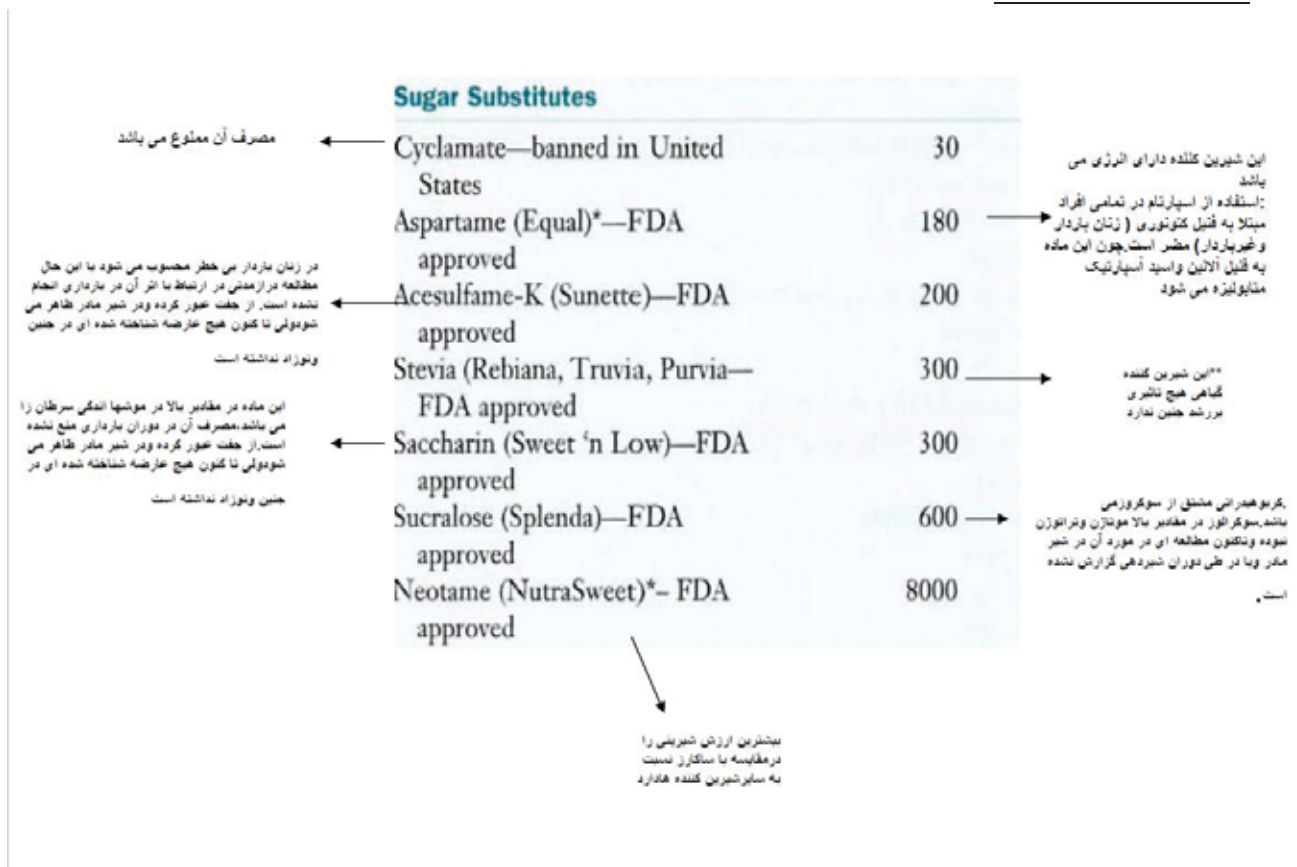 Sugar Substitutes
Cyclamate—banned in United 30
States
Aspartame (Equal)*—FDA 180
approved
Acesulfame-K (Sunette)—FDA 200
approved
Stevia (Rebiana, Truvia, Purvia— 300
FDA approved
Saccharin (Sweet ‘n Low)—FDA 300
approved
Sucralose (Splenda)—FDA 600
approved
Neotame (NutraSweet)*– FDA 8000
approved
مصرف آن ممنوع می باشد
این شیرین کننده دارای انرژی می
باشد
:استفاده از اسپارتام در تمامی افراد
مبتلا به فنیل کتونوری ( زنان باردار
وغیرباردار) مضر است.چون این ماده
به فنیل آلانین واسید آسپارتیک
متابولیزه می شود
در زنان باردار بی خطر محسوب می شود با این حال
مطالعه درازمدتی در ارتباط با اثر آن در بارداری انجام
نشده است. از جفت عبور کرده ودر شیر مادر ظاهر می
شودولی تا کنون هیچ عارضه شناخته شده ای در جنین
ونوزاد نداشته است
**این شیرین کننده
گیاهی هیچ تاثیری
بررشد جنین ندارد
این ماده در مقادیر بالا در موشها اندکی سرطان زا
می باشد.مصرف آن در دوران بارداری منع نشده
است.از جفت عبور کرده ودر شیر مادر ظاهر می
شودولی تا کنون هیچ عارضه شناخته شده ای در
جنین ونوزاد نداشته است
.کربوهیدراتی مشتق از سوکروزمی
باشد.سوکرالوز در مقادیر بالا موتاژن وتراتوژن
نبوده وتاکنون مطالعه ای در مورد آن در شیر
مادر ویا در طی دوران شیردهی گزارش نشده
است.
بیشترین ارزش شیرینی را
درمقایسه با ساکارز نسبت
به سایرشیرین کننده هادارد